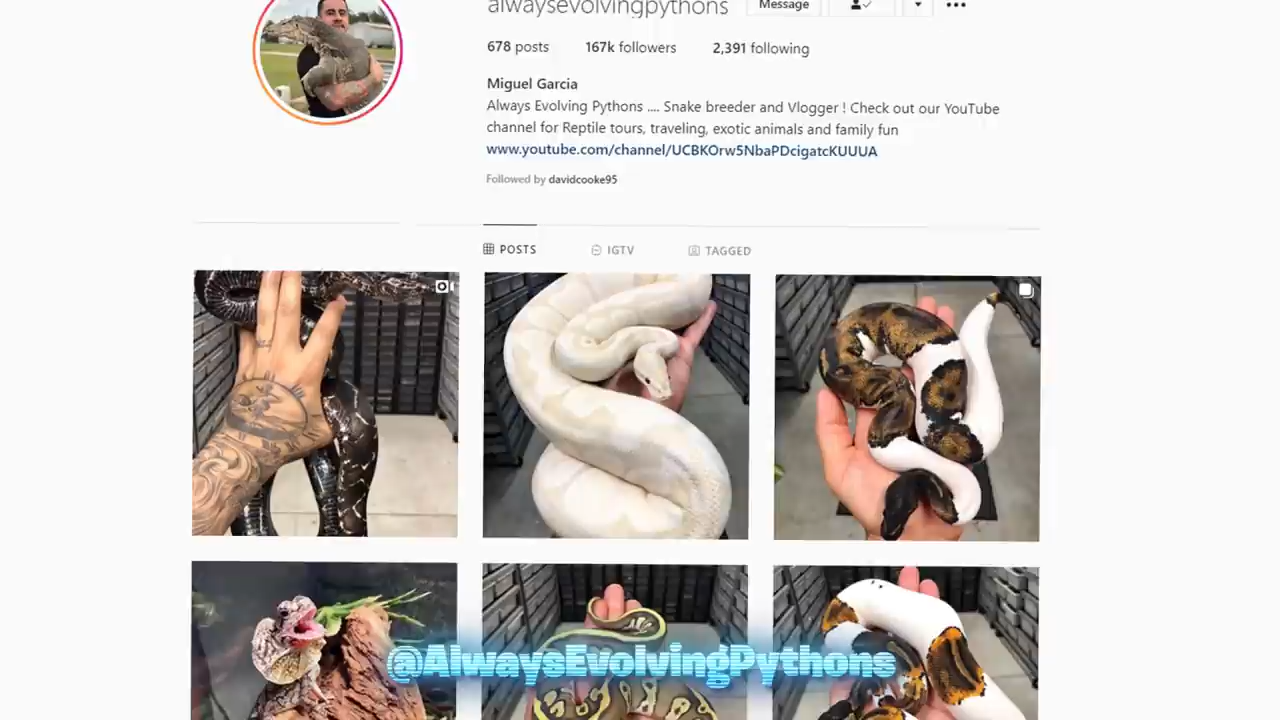 alwaysevolvingpythons Message
678 posts 167k followers 2,391 following
Miguel Garcia
Always Evolving Pythons .... Snake breeder and Vlogger ! Check out our YouTube
channel for Reptile tours, traveling, exotic animals and family fun
www.youtube.com/channel/UCBKOrw5NbaPDcigatcKUUUA
Followed by davidcooke95
POSTS IGTV TAGGED
@AlwaysEvolvingPythons